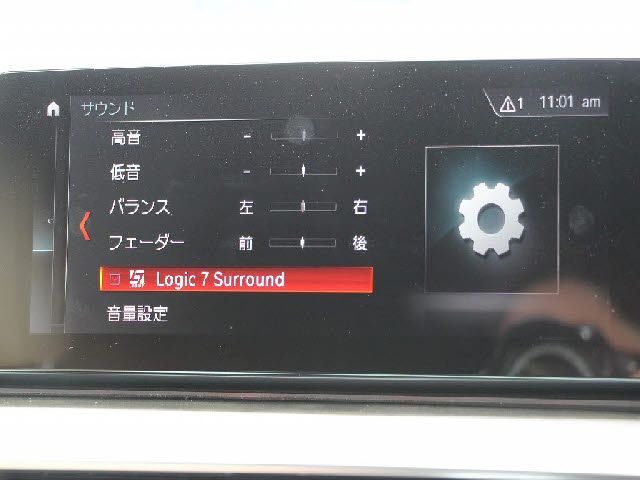 サウンド
1 11:01 am
高音 - +
低音 - +
バランス 左 右
フェーダー 前 後
Logic 7 Surround
音量設定